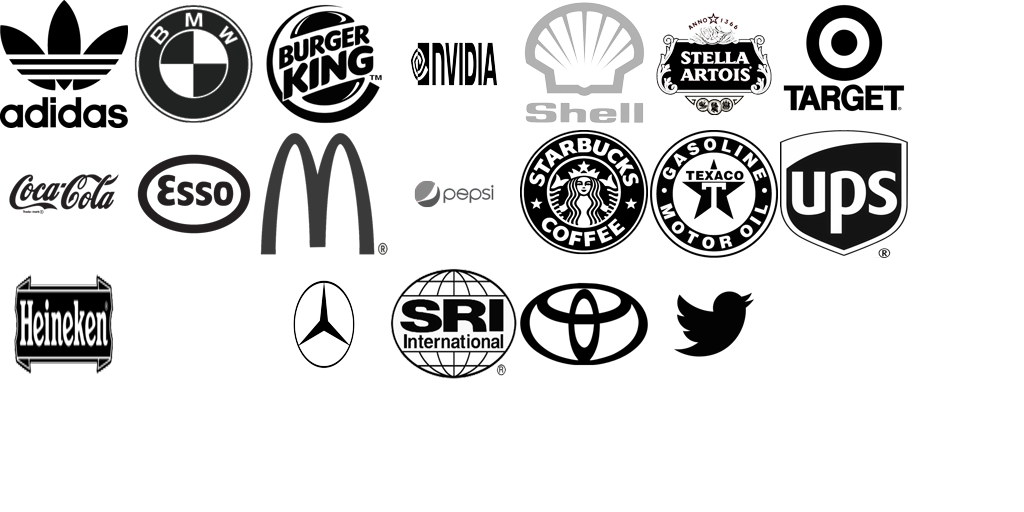 adidas
BMW
BURGER
KING™
NVIDIA
Shell
ANNO ☆ 1366
STELLA
ARTOIS
TARGET
Coca-Cola
Esso
M®
pepsi
STARBUCKS
COFFEE
GASOLINE
TEXACO
T
MOTOR OIL
ups
®
Heineken
SRI
International
®